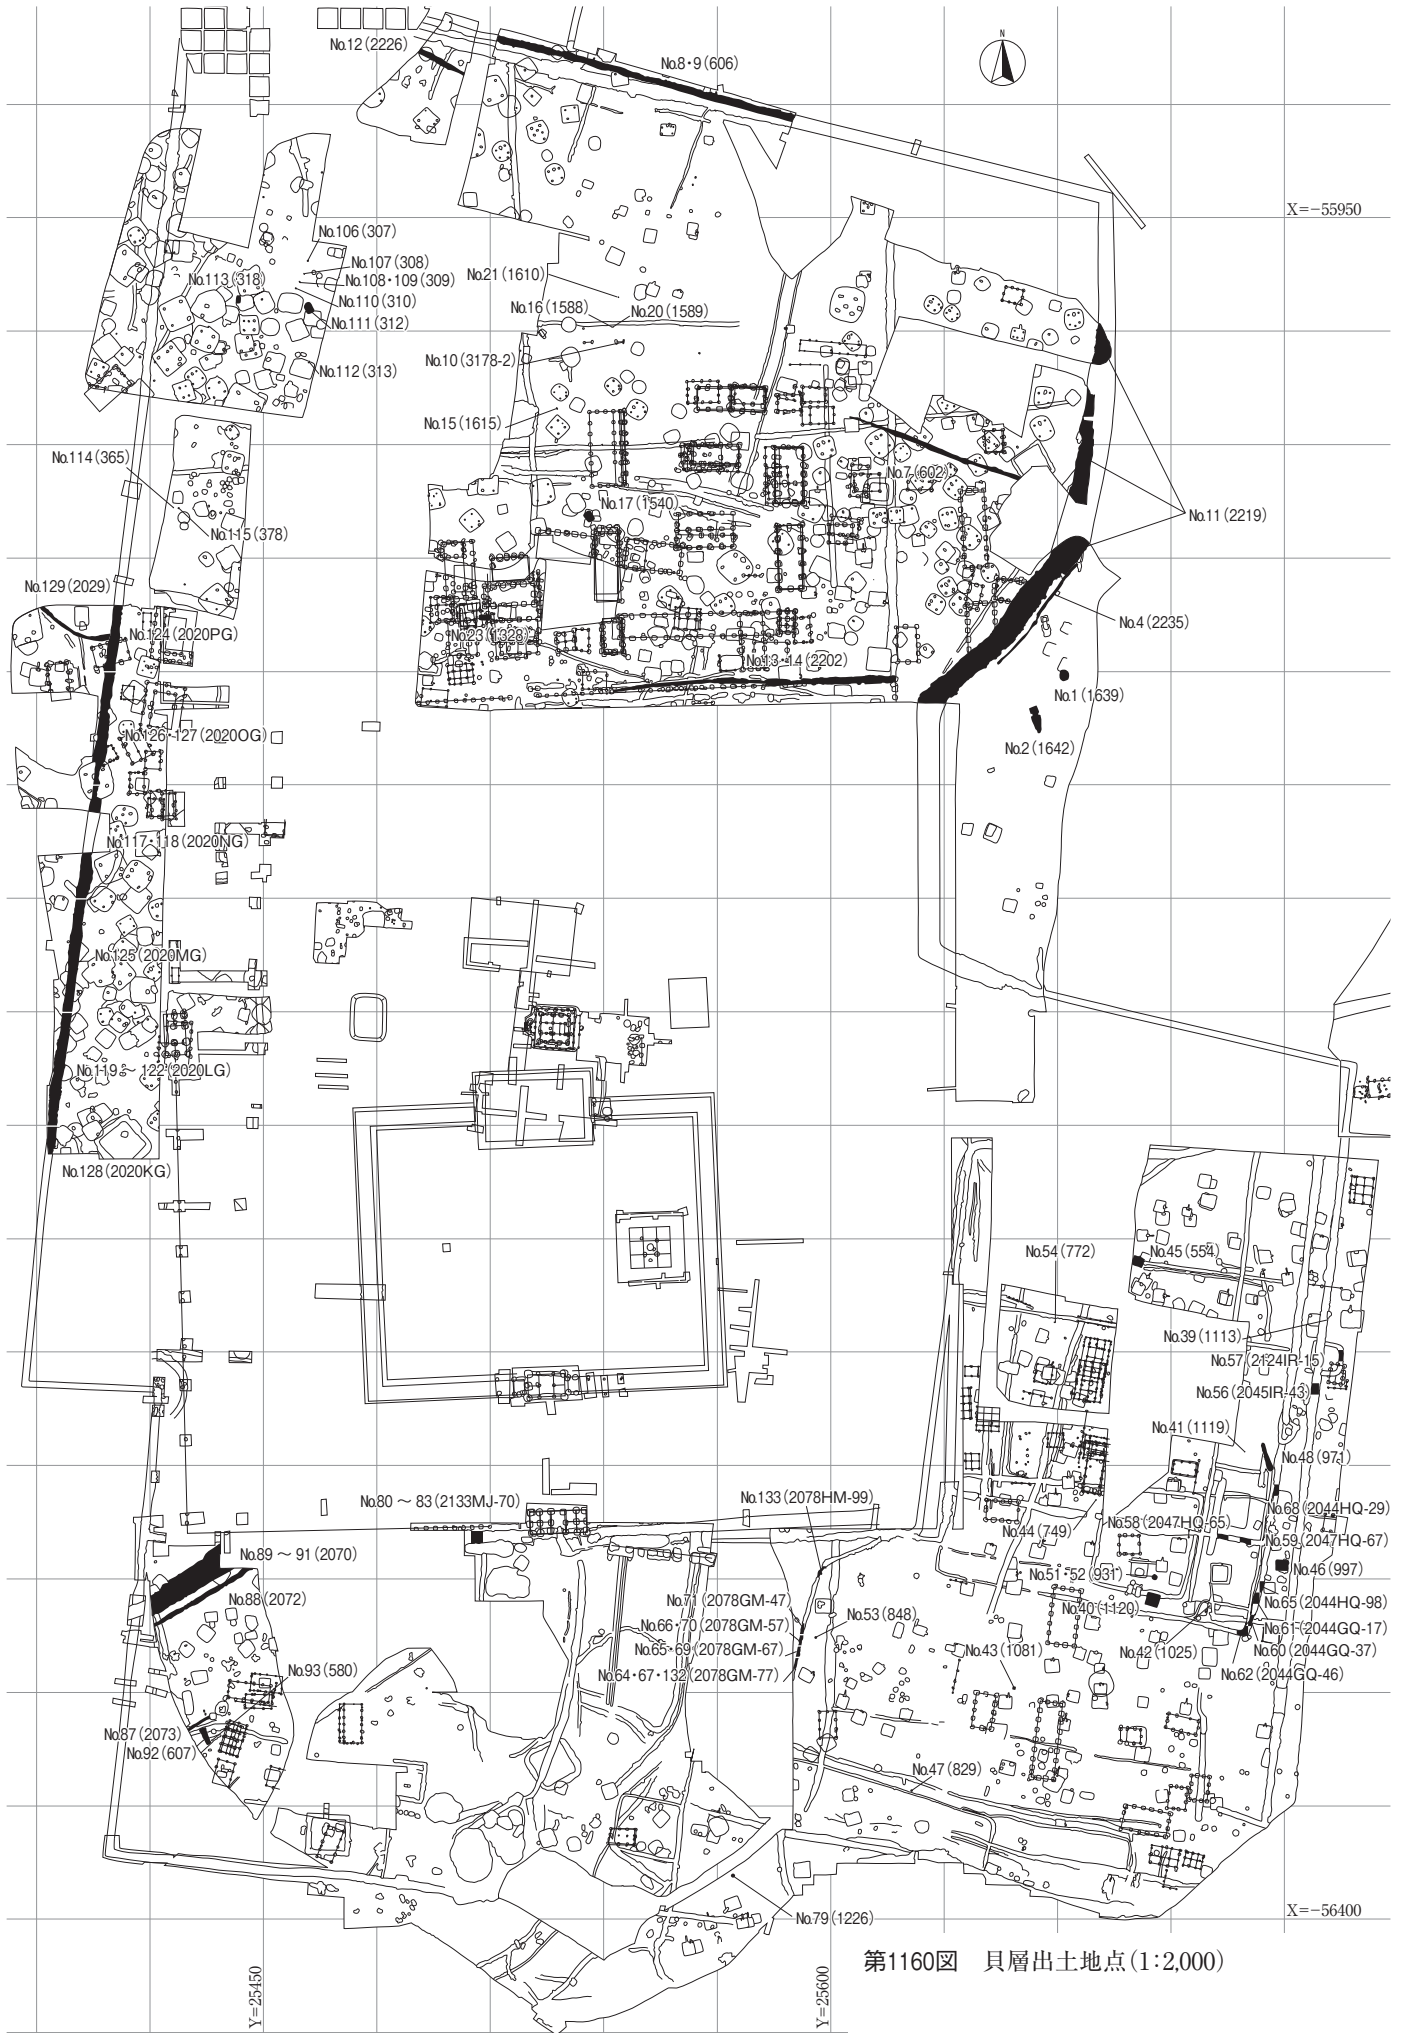 N
No.12(2226)
No.8・9(606)
X=-55950
No.106(307)
No.107(308)
No.113(318)
No.108・109(309)
No.110(310)
No.111(312)
No.112(313)
No.21(1610)
No.16(1588)
No.20(1589)
No.10(3178-2)
No.15(1615)
No.114(365)
No.7(602)
No.17(1540)
No.11(2219)
No.115(378)
No.129(2029)
No.124(2020PG)
No.23(1328)
No.4(2235)
No.13・14(2202)
No.1(1639)
No.126・127(2020OG)
No.2(1642)
No.117・118(2020NG)
No.125(2020MG)
No.119～122(2020LG)
No.128(2020KG)
No.54(772)
No.45(554)
No.39(1113)
No.57(2124IR-15)
No.56(2045IR-43)
No.41(1119)
No.48(971)
No.80～83(2133MJ-70)
No.133(2078HM-99)
No.68(2044HQ-29)
No.58(2047HQ-65)
No.44(749)
No.59(2047HQ-67)
No.89～91(2070)
No.46(997)
No.51・52(931)
No.88(2072)
No.71(2078GM-47)
No.65(2044HQ-98)
No.40(1120)
No.53(848)
No.66・70(2078GM-57)
No.61(2044GQ-17)
No.65・69(2078GM-67)
No.43(1081)
No.42(1025)
No.60(2044GQ-37)
No.93(580)
No.64・67・132(2078GM-77)
No.62(2044GQ-46)
No.87(2073)
No.92(607)
No.47(829)
No.79(1226)
X=-56400
第1160図 貝層出土地点(1:2,000)
Y=25450
Y=25600